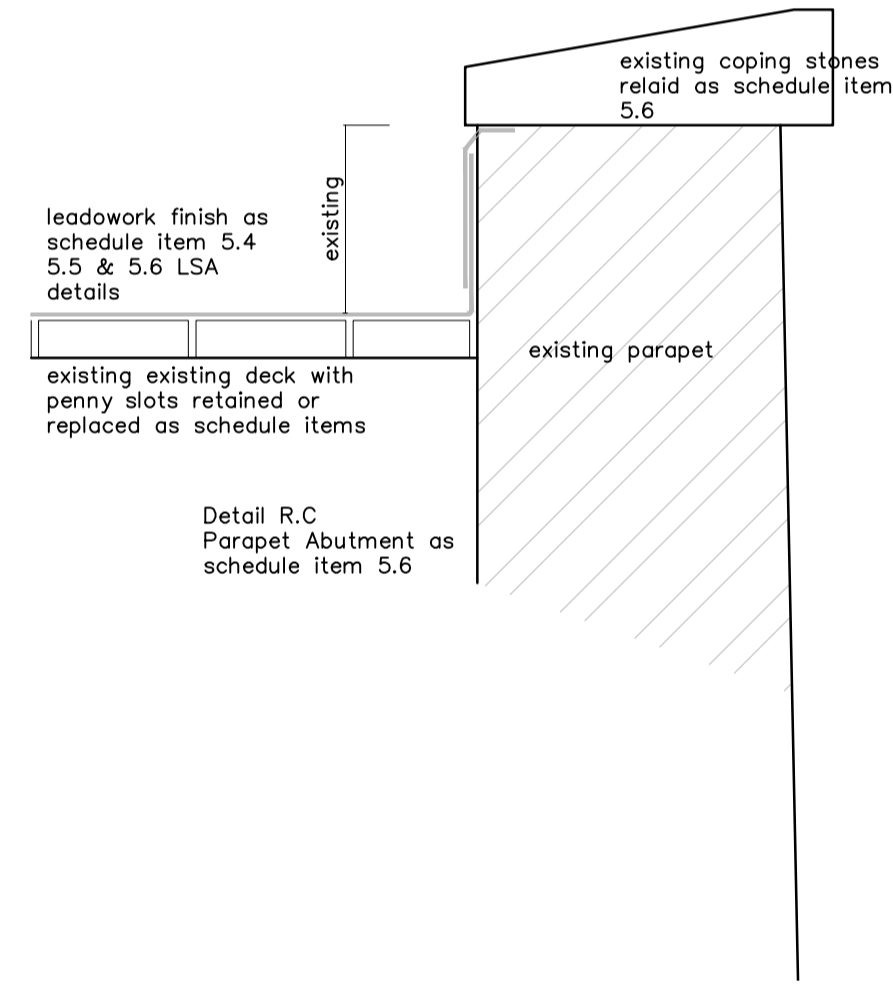 existing coping stones
relaid as schedule item
5.6
existing
leadowork finish as
schedule item 5.4
5.5 & 5.6 LSA
details
existing parapet
existing existing deck with
penny slots retained or
replaced as schedule items
Detail R.C
Parapet Abutment as
schedule item 5.6